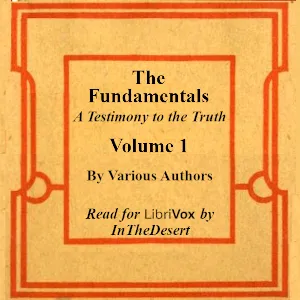 The
Fundamentals
A Testimony to the Truth
Volume 1
By Various Authors
Read for LibriVox by
InTheDesert